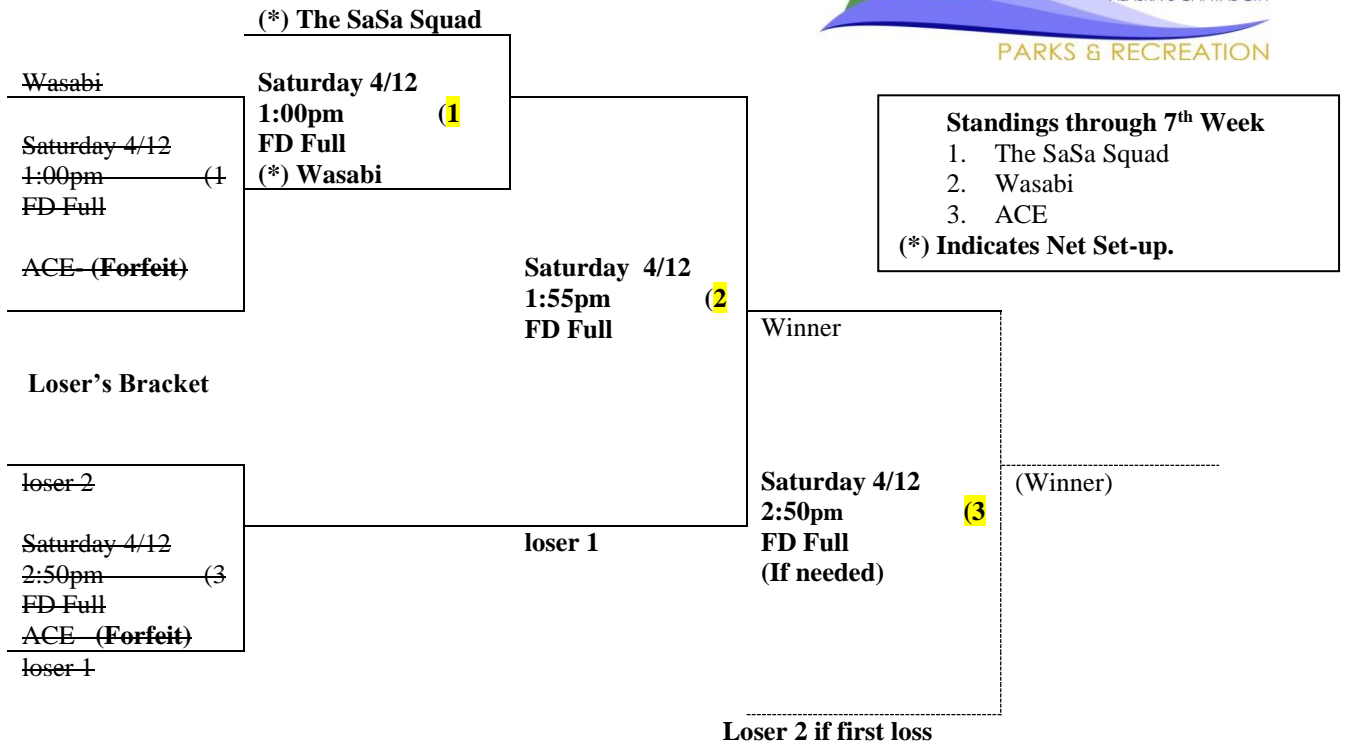 (*) The SaSa Squad
PARKS & RECREATION
Wasabi
Saturday 4/12
1:00pm (1
FD Full
ACE- (Forfeit)
Saturday 4/12
1:00pm (1
FD Full
(*) Wasabi
Standings through 7th Week
1. The SaSa Squad
2. Wasabi
3. ACE
(*) Indicates Net Set-up.
Saturday 4/12
1:55pm (2
FD Full
Winner
Loser's Bracket
loser 2
Saturday 4/12
2:50pm (3
FD Full
ACE (Forfeit)
loser 1
loser 1
Saturday 4/12
2:50pm (3
FD Full
(If needed)
(Winner)
Loser 2 if first loss